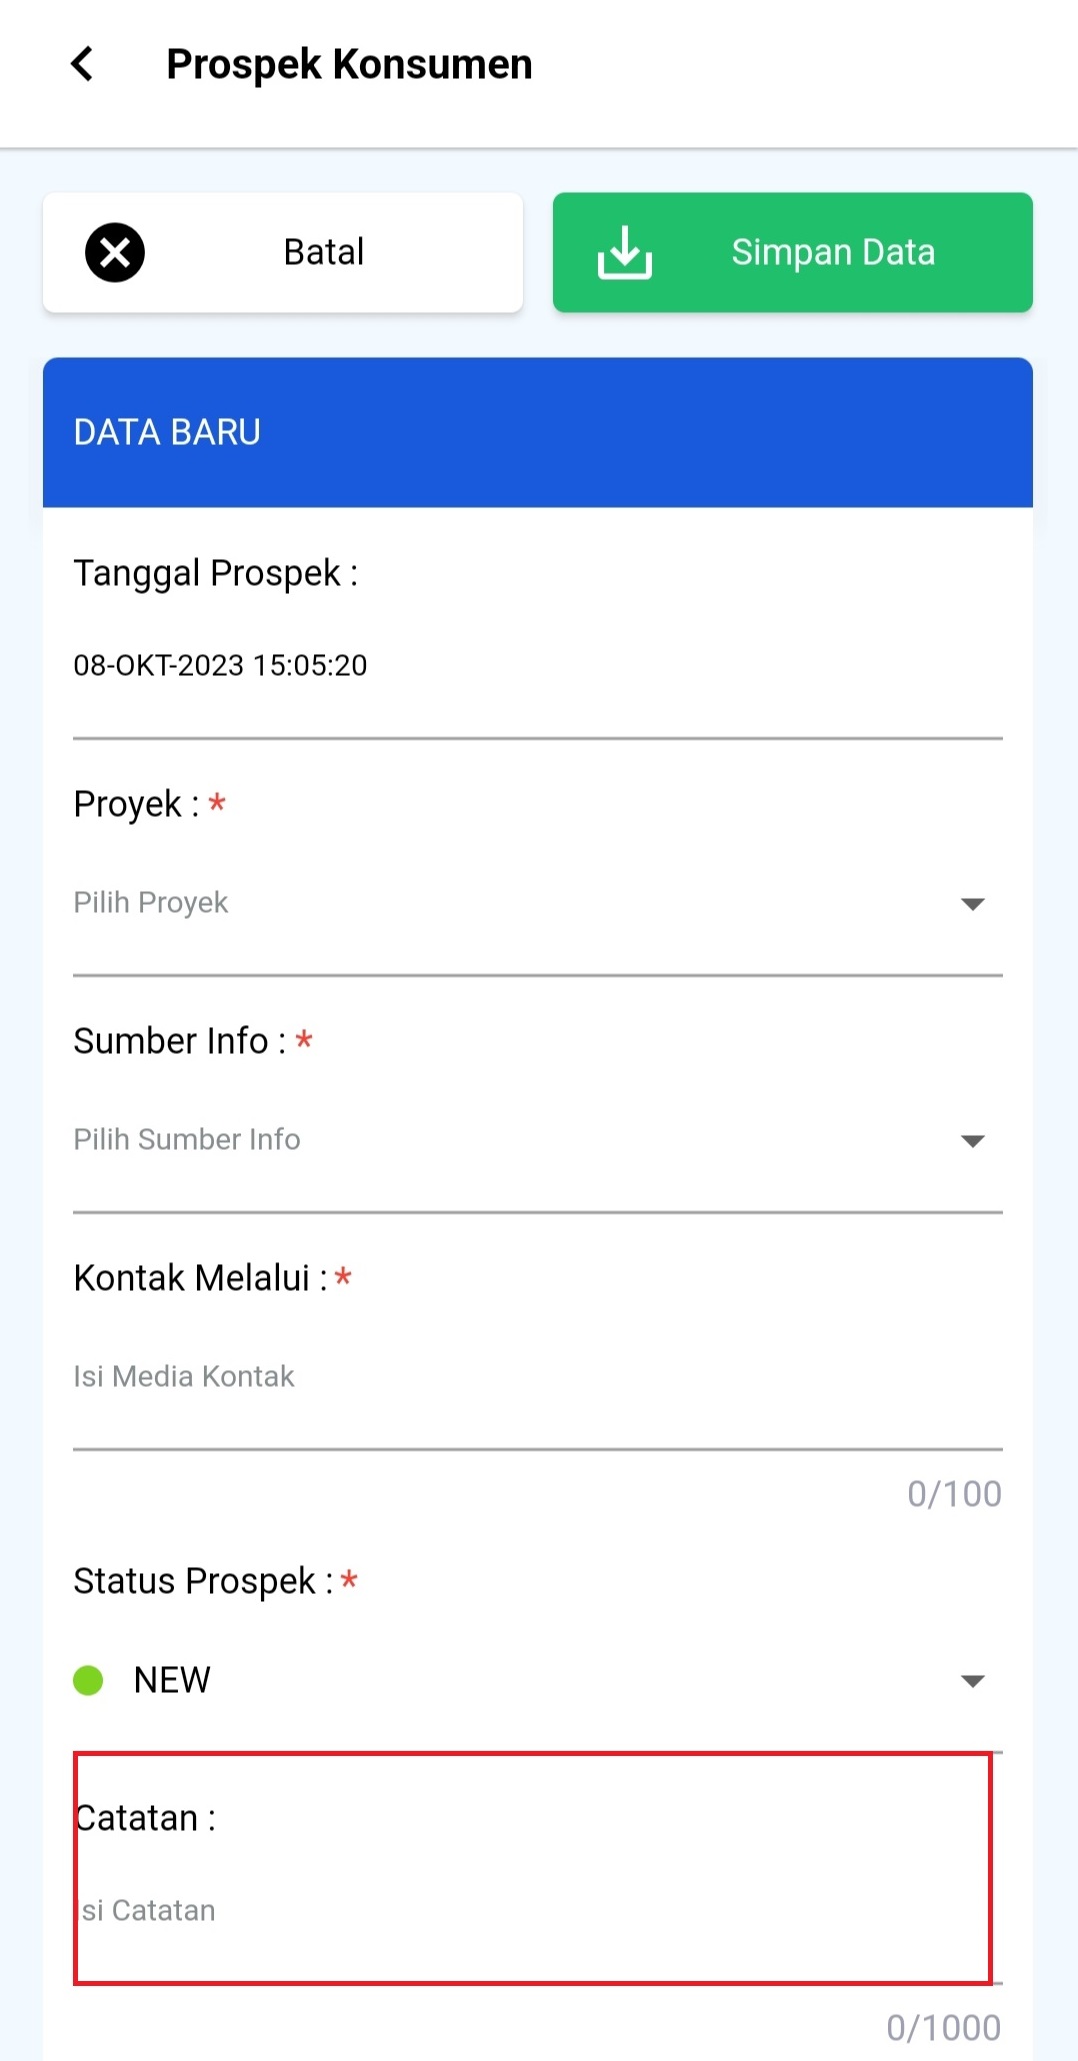 Prospek Konsumen
Batal
Simpan Data
DATA BARU
Tanggal Prospek :
08-OKT-2023 15:05:20
Proyek : *
Pilih Proyek
Sumber Info : *
Pilih Sumber Info
Kontak Melalui : *
Isi Media Kontak
0/100
Status Prospek : *
NEW
Catatan :
Isi Catatan
0/1000